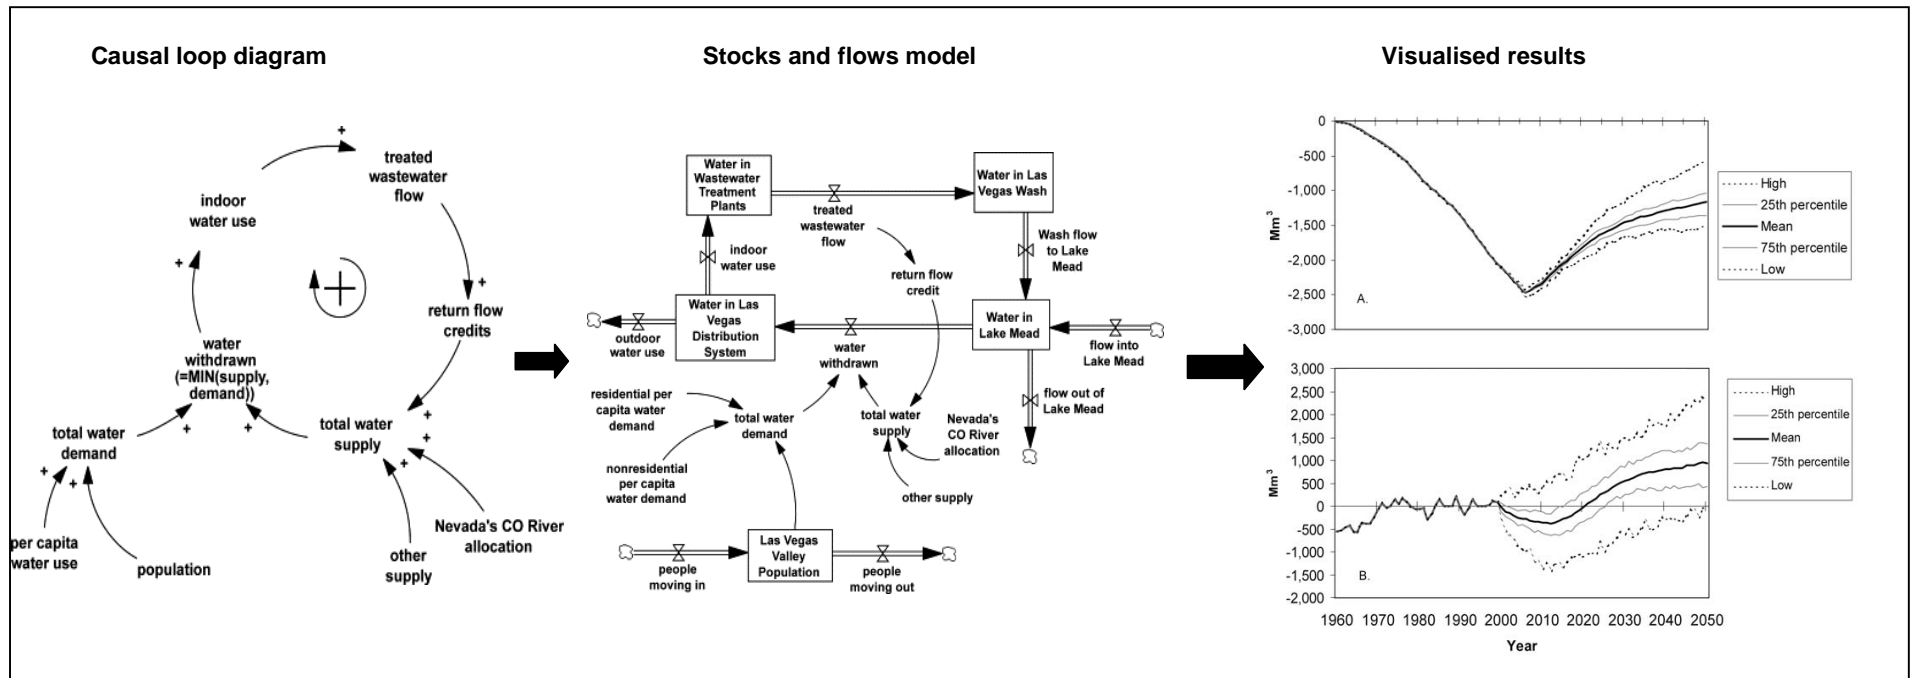 Causal loop diagram
Stocks and flows model
Visualised results
+
treated
wastewater
flow
indoor
water use
+
+
+
return flow
credits
water
withdrawn
(=MIN(supply,
demand))
+
+
+
+
total water
supply
+
total water
demand
+
+
per capita
water use
population
other
supply
Nevada's CO River
allocation
Water in
Wastewater
Treatment
Plants
Water in Las
Vegas Wash
treated
wastewater
flow
Wash flow
to Lake
Mead
indoor
water use
return flow
credit
Water in Las
Vegas
Distribution
System
Water in
Lake Mead
outdoor
water use
water
withdrawn
flow into
Lake Mead
flow out of
Lake Mead
residential per
capita water
demand
total water
demand
total water
supply
Nevada's
CO River
allocation
nonresidential
per capita
water demand
other supply
Las Vegas
Valley
Population
people
moving in
people
moving out
0
-500
-1,000
-1,500
-2,000
-2,500
-3,000
Mm3
A.
High
25th percentile
Mean
75th percentile
Low
3,000
2,500
2,000
1,500
1,000
500
0
-500
-1,000
-1,500
-2,000
Mm3
B.
High
25th percentile
Mean
75th percentile
Low
1960 1970 1980 1990 2000 2010 2020 2030 2040 2050
Year